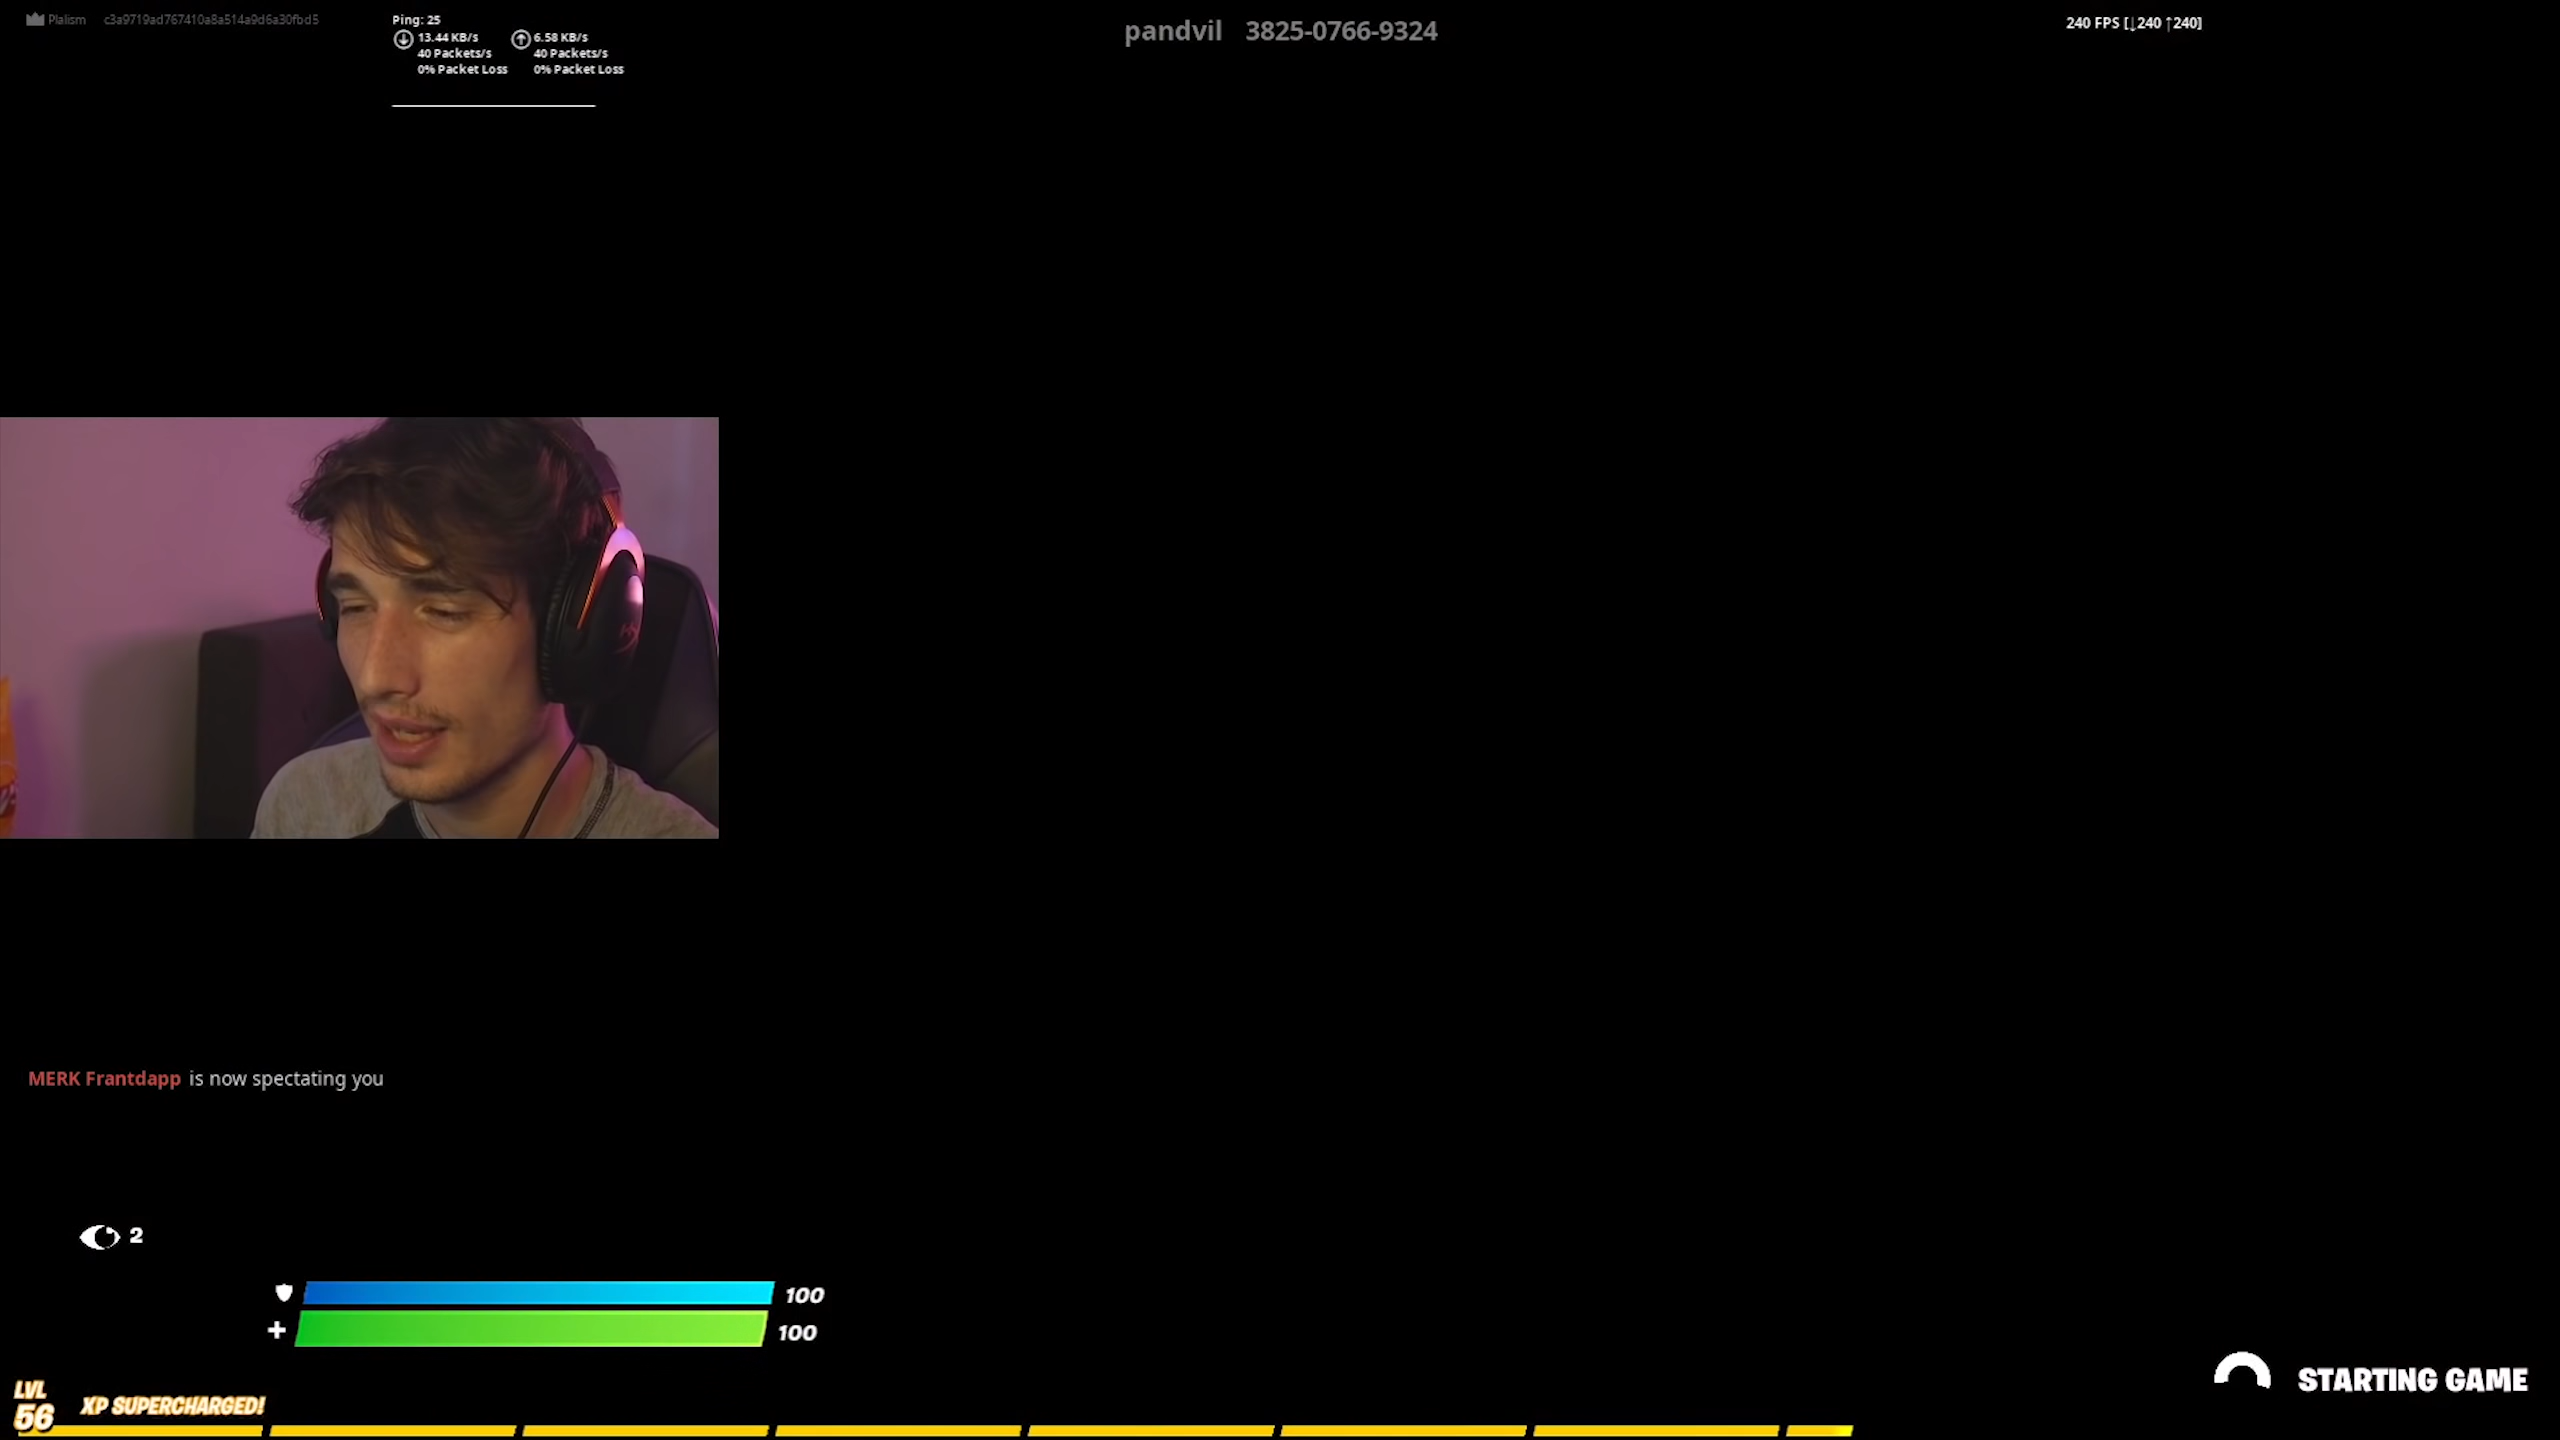 Plalism c3a9719ad767410a8a514a9d6a30fbd5
Ping: 25
13.44 KB/s 6.58 KB/s
40 Packets/s 40 Packets/s
0% Packet Loss 0% Packet Loss
pandvil 3825-0766-9324
240 FPS [↓240 ↑240]
MERK Frantdapp is now spectating you
2
100
100
LVL
56
XP SUPERCHARGED!
STARTING GAME